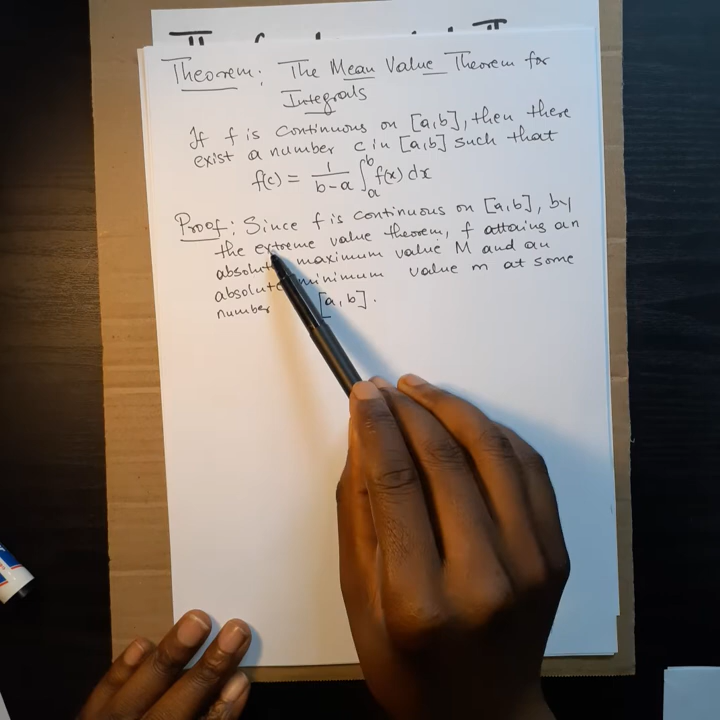 Theorem: The Mean Value Theorem for
Integrals
If f is continuous on [a,b], then there
exist a number c in [a,b] such that
f(c) = 1/(b-a) ∫_a^b f(x) dx
Proof: Since f is continuous on [a,b], by
the extreme value theorem, f attains an
absolute maximum value M and an
absolute minimum value m at some
number [a,b].